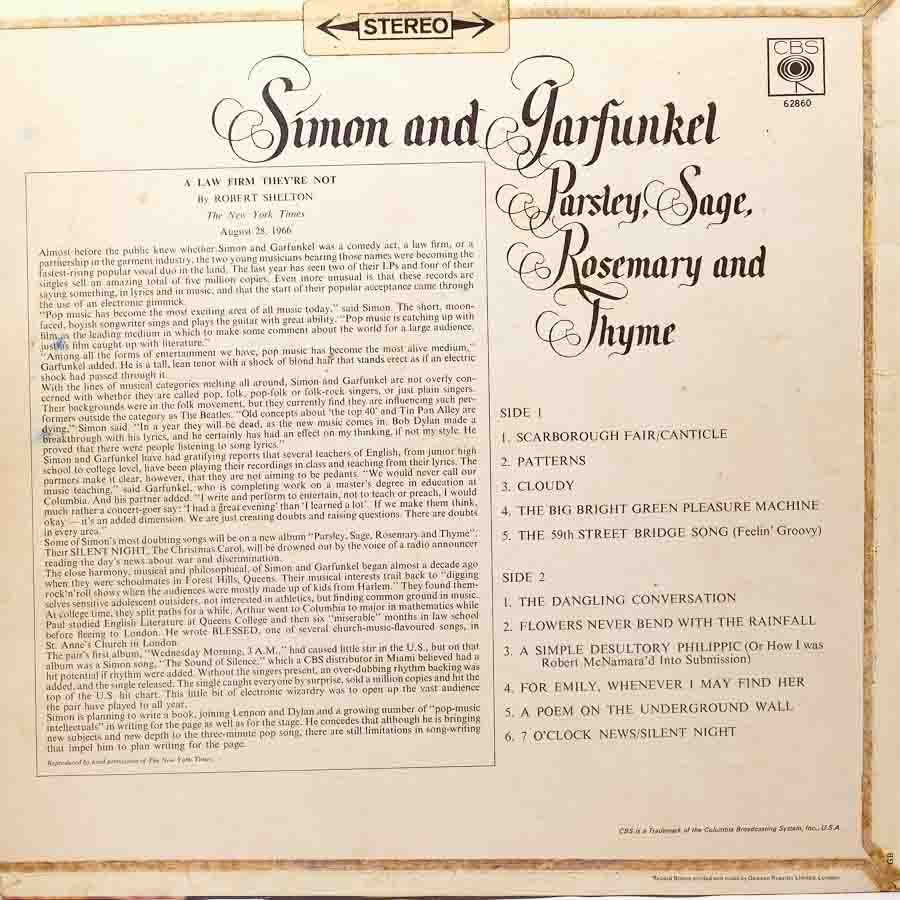 STEREO
CBS
62860
Simon and Garfunkel
Parsley, Sage,
Rosemary and
Thyme
A LAW FIRM THEY'RE NOT
By ROBERT SHELTON
The New York Times
August 28, 1966
Almost before the public knew whether Simon and Garfunkel was a comedy act, a law firm, or a
partnership in the garment industry, the two young musicians bearing those names were becoming the
fastest-rising popular vocal duo in the land. The last year has seen two of their LPs and four of their
singles sell an amazing total of five million copies. Even more unusual is that these records are
saying something, in lyrics and in music, and that the start of their popular acceptance came through
the use of an electronic gimmick.
"Pop music has become the most exciting area of all music today," said Simon. The short, moon-
faced, boyish songwriter sings and plays the guitar with great ability. "Pop music is catching up with
film as the leading medium in which to make some comment about the world for a large audience,
just as film caught up with literature."
"Among all the forms of entertainment we have, pop music has become the most alive medium,"
Garfunkel added. He is a tall, lean tenor with a shock of blond hair that stands erect as if an electric
shock had passed through it.
With the lines of musical categories melting all around, Simon and Garfunkel are not overly con-
cerned with whether they are called pop, folk, pop-folk or folk-rock singers, or just plain singers.
Their backgrounds were in the folk movement, but they currently find they are influencing such per-
formers outside the category as The Beatles. "Old concepts about 'the top 40' and Tin Pan Alley are
dying," Simon said. "In a year they will be dead, as the new music comes in. Bob Dylan made a
breakthrough with his lyrics, and he certainly has had an effect on my thinking, if not my style. He
proved that there were people listening to song lyrics."
Simon and Garfunkel have had gratifying reports that several teachers of English, from junior high
school to college level, have been playing their recordings in class and teaching from their lyrics. The
partners make it clear, however, that they are not aiming to be pedants. "We would never call our
music teaching," said Garfunkel, who is completing work on a master's degree in education at
Columbia. And his partner added. "I write and perform to entertain, not to teach or preach, I would
much rather a concert-goer say: 'I had a great evening' than 'I learned a lot'. If we make them think,
okay — it's an added dimension. We are just creating doubts and raising questions. There are doubts
in every area."
Some of Simon's most doubting songs will be on a new album "Parsley, Sage, Rosemary and Thyme".
Their SILENT NIGHT, The Christmas Carol, will be drowned out by the voice of a radio announcer
reading the day's news about war and discrimination.
The close harmony, musical and philosophical, of Simon and Garfunkel began almost a decade ago
when they were schoolmates in Forest Hills, Queens. Their musical interests trail back to "digging
rock'n'roll shows when the audiences were mostly made up of kids from Harlem." They found them-
selves sensitive adolescent outsiders, not interested in athletics, but finding common ground in music.
At college time, they split paths for a while, Arthur went to Columbia to major in mathematics while
Paul studied English Literature at Queens College and then six "miserable" months in law school
before fleeing to London. He wrote BLESSED, one of several church-music-flavoured songs, in
St. Anne's Church in London.
The pair's first album, "Wednesday Morning, 3 A.M.," had caused little stir in the U.S., but on that
album was a Simon song, "The Sound of Silence," which a CBS distributor in Miami believed had a
hit potential if rhythm were added. Without the singers present, an over-dubbing rhythm backing was
added, and the single released. The single caught everyone by surprise, sold a million copies and hit the
top of the U.S. hit chart. This little bit of electronic wizardry was to open up the vast audience
the pair have played to all year.
Simon is planning to write a book, joining Lennon and Dylan and a growing number of "pop-music
intellectuals" in writing for the page as well as for the stage. He concedes that although he is bringing
new subjects and new depth to the three-minute pop song, there are still limitations in song-writing
that impel him to plan writing for the page.
Reproduced by kind permission of The New York Times.
SIDE 1
1. SCARBOROUGH FAIR/CANTICLE
2. PATTERNS
3. CLOUDY
4. THE BIG BRIGHT GREEN PLEASURE MACHINE
5. THE 59th STREET BRIDGE SONG (Feelin' Groovy)
SIDE 2
1. THE DANGLING CONVERSATION
2. FLOWERS NEVER BEND WITH THE RAINFALL
3. A SIMPLE DESULTORY PHILIPPIC (Or How I was
Robert McNamara'd Into Submission)
4. FOR EMILY, WHENEVER I MAY FIND HER
5. A POEM ON THE UNDERGROUND WALL
6. 7 O'CLOCK NEWS/SILENT NIGHT
CBS is a Trademark of the Columbia Broadcasting System, Inc., U.S.A.
Record Sleeve printed and made by Garrod Limited, London
GB